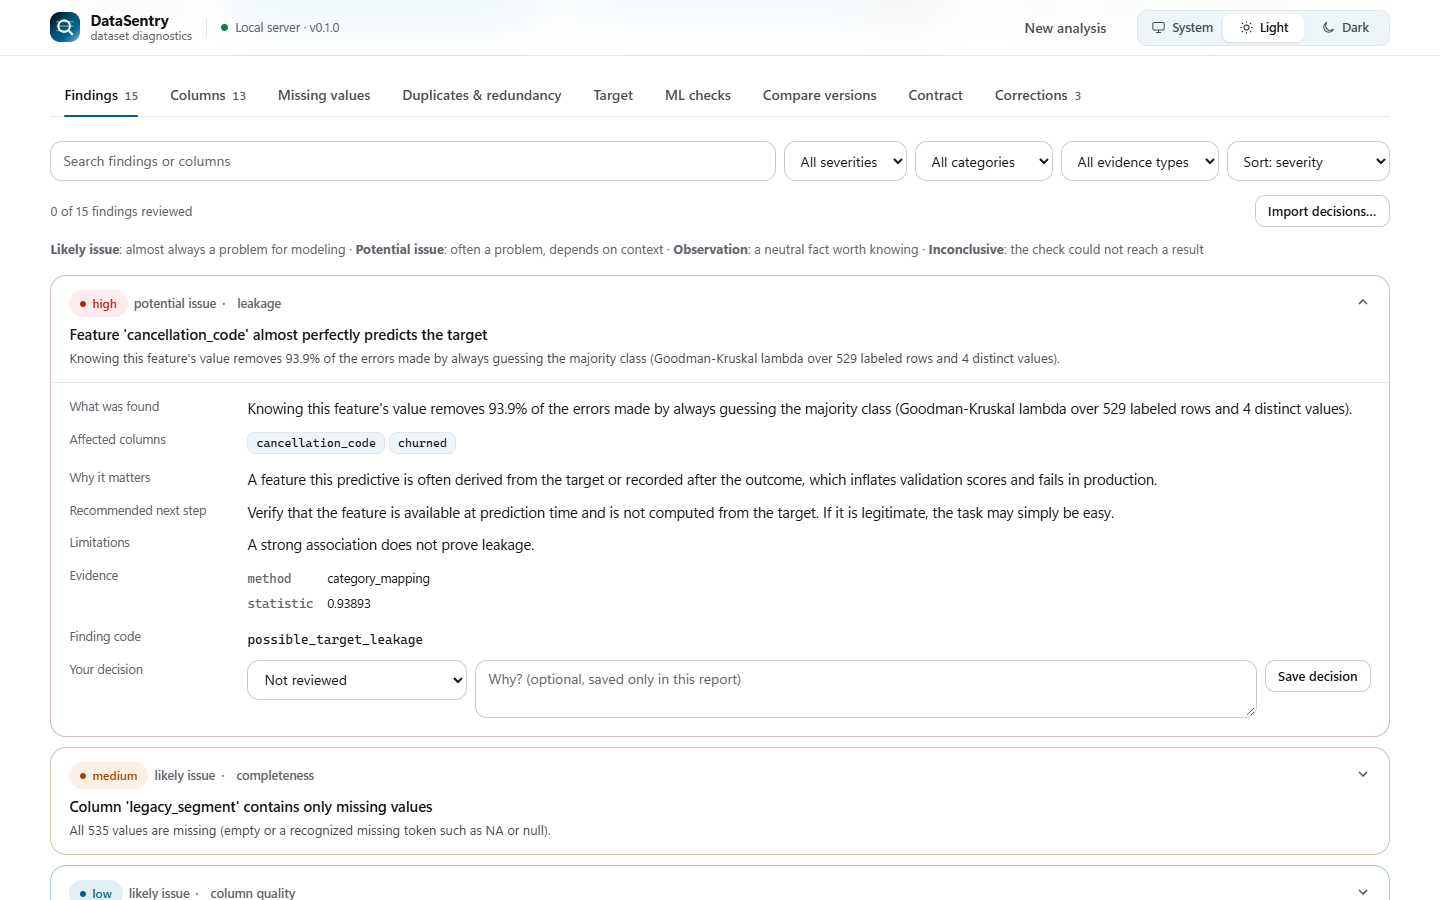 DataSentry
dataset diagnostics
Local server · v0.1.0
New analysis
System
Light
Dark
Findings 15
Columns 13
Missing values
Duplicates & redundancy
Target
ML checks
Compare versions
Contract
Corrections 3
Search findings or columns
All severities
All categories
All evidence types
Sort: severity
0 of 15 findings reviewed
Import decisions...
Likely issue: almost always a problem for modeling · Potential issue: often a problem, depends on context · Observation: a neutral fact worth knowing · Inconclusive: the check could not reach a result
high potential issue · leakage
Feature 'cancellation_code' almost perfectly predicts the target
Knowing this feature's value removes 93.9% of the errors made by always guessing the majority class (Goodman-Kruskal lambda over 529 labeled rows and 4 distinct values).
What was found
Knowing this feature's value removes 93.9% of the errors made by always guessing the majority class (Goodman-Kruskal lambda over 529 labeled rows and 4 distinct values).
Affected columns
cancellation_code churned
Why it matters
A feature this predictive is often derived from the target or recorded after the outcome, which inflates validation scores and fails in production.
Recommended next step
Verify that the feature is available at prediction time and is not computed from the target. If it is legitimate, the task may simply be easy.
Limitations
A strong association does not prove leakage.
Evidence
method category_mapping
statistic 0.93893
Finding code
possible_target_leakage
Your decision
Not reviewed
Why? (optional, saved only in this report)
Save decision
medium likely issue · completeness
Column 'legacy_segment' contains only missing values
All 535 values are missing (empty or a recognized missing token such as NA or null).
low likely issue · column quality